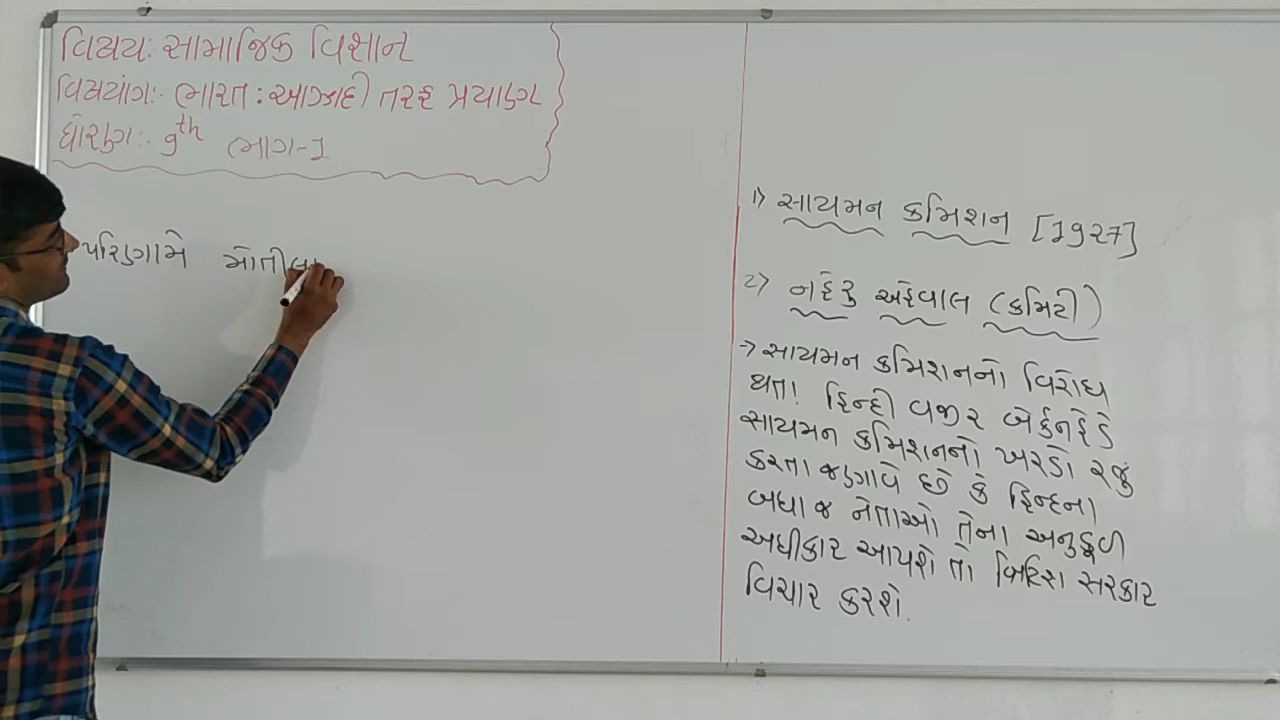 વિષય: સામાજિક વિજ્ઞાન
વિષયાંગ:- ભારત : આઝાદી તરફ પ્રયાણ
ધોરણ:- 9th ભાગ-1
પરિણામે મોતીલા
1) સાયમન કમિશન [1927]
2) નહેરુ અહેવાલ (કમિટી)
→ સાયમન કમિશનનો વિરોધ
થતા હિન્દી વજીર બર્કનહેડે
સાયમન કમિશનનો ખરડો રજું
કરતા જણાવે છે કે હિન્દના
બધા જ નેતાઓ તેના અનુકૂળ
અધીકાર આપશે તો બ્રિટિશ સરકાર
વિચાર કરશે.